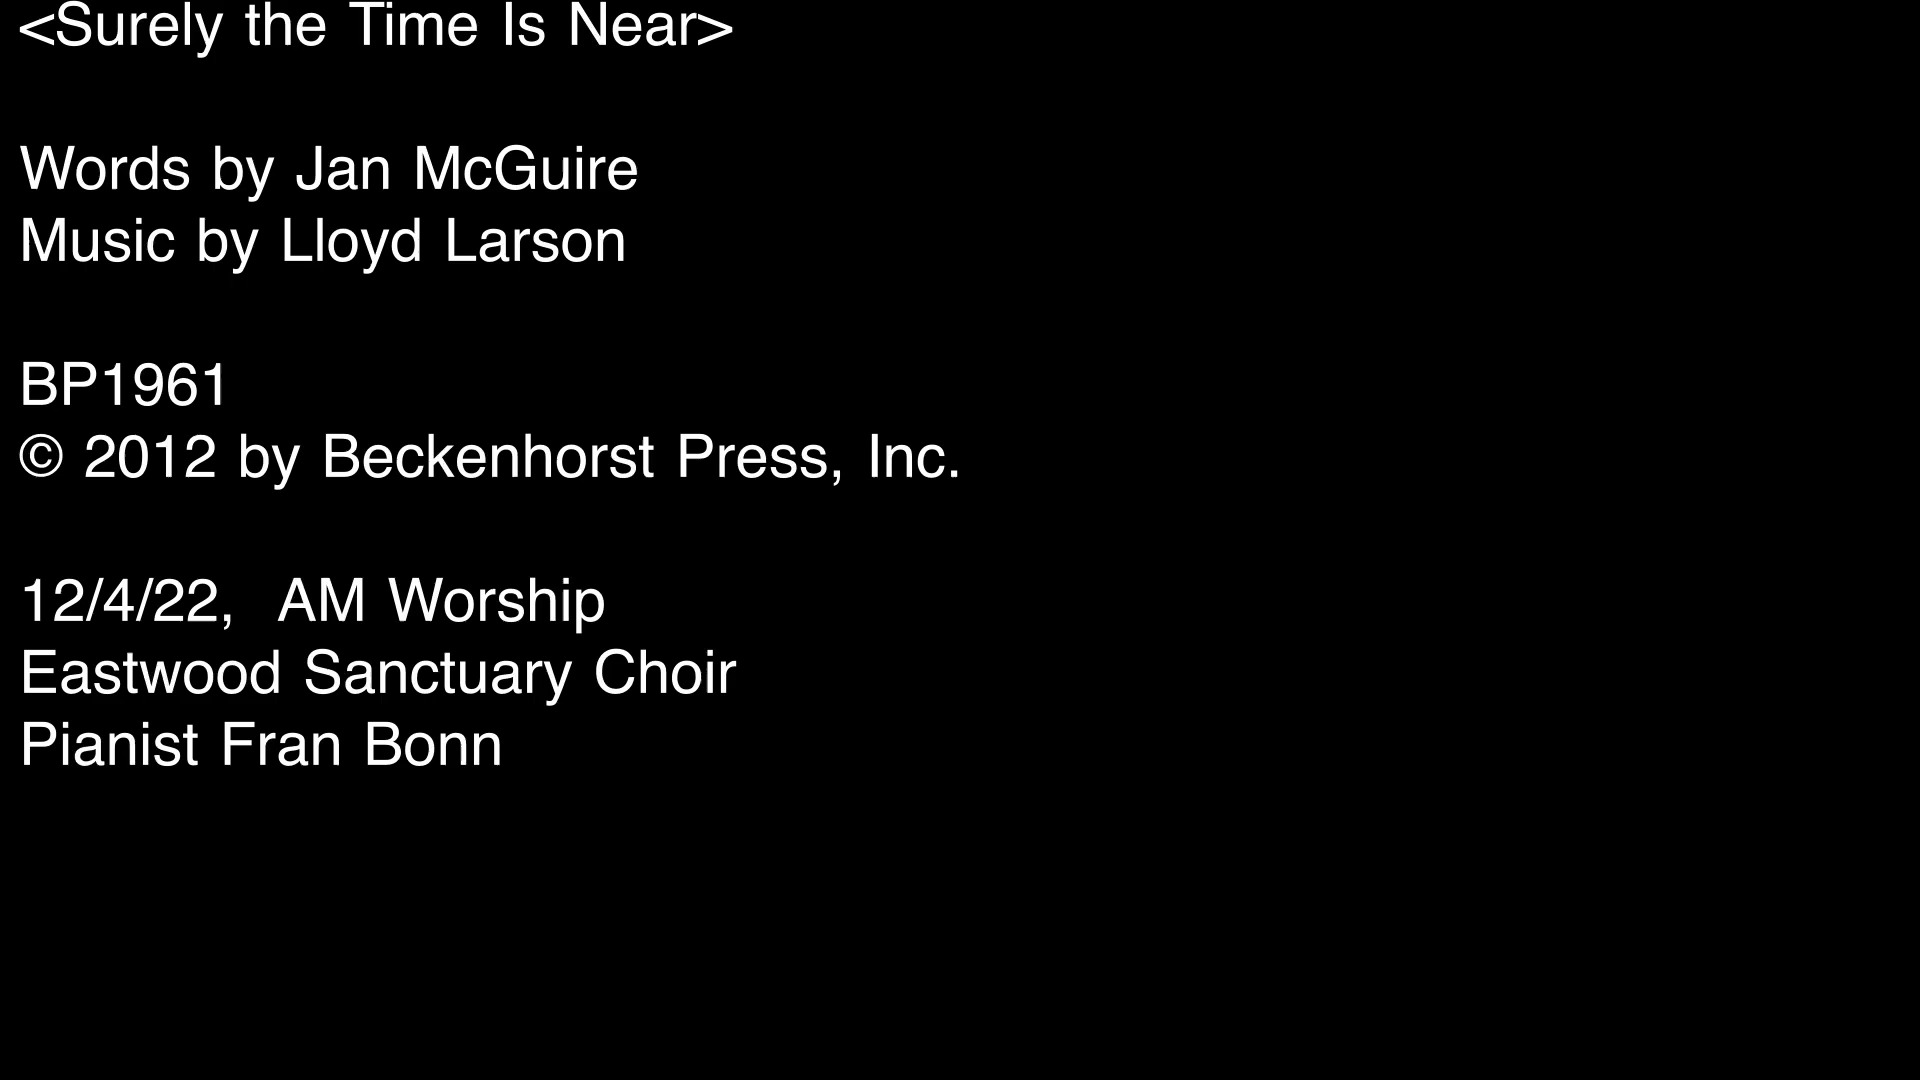 <Surely the Time Is Near>
Words by Jan McGuire
Music by Lloyd Larson
BP1961
© 2012 by Beckenhorst Press, Inc.
12/4/22,  AM Worship
Eastwood Sanctuary Choir
Pianist Fran Bonn